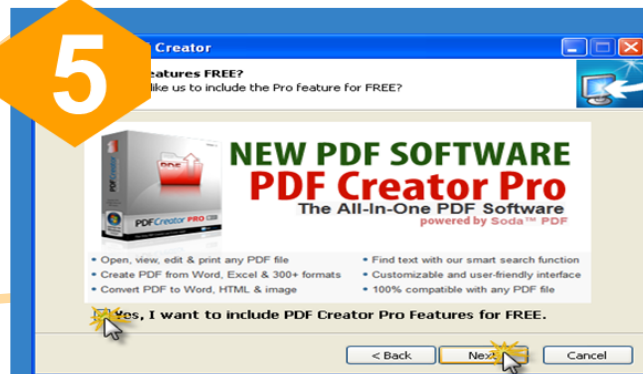 5
Creator
eatures FREE?
like us to include the Pro feature for FREE?
NEW PDF SOFTWARE
PDF Creator Pro
The All-In-One PDF Software
powered by Soda™ PDF
PDFCreator PRO
• Open, view, edit & print any PDF file
• Create PDF from Word, Excel & 300+ formats
• Convert PDF to Word, HTML & image
• Find text with our smart search function
• Customizable and user-friendly interface
• 100% compatible with any PDF file
Yes, I want to include PDF Creator Pro Features for FREE.
< Back Next Cancel